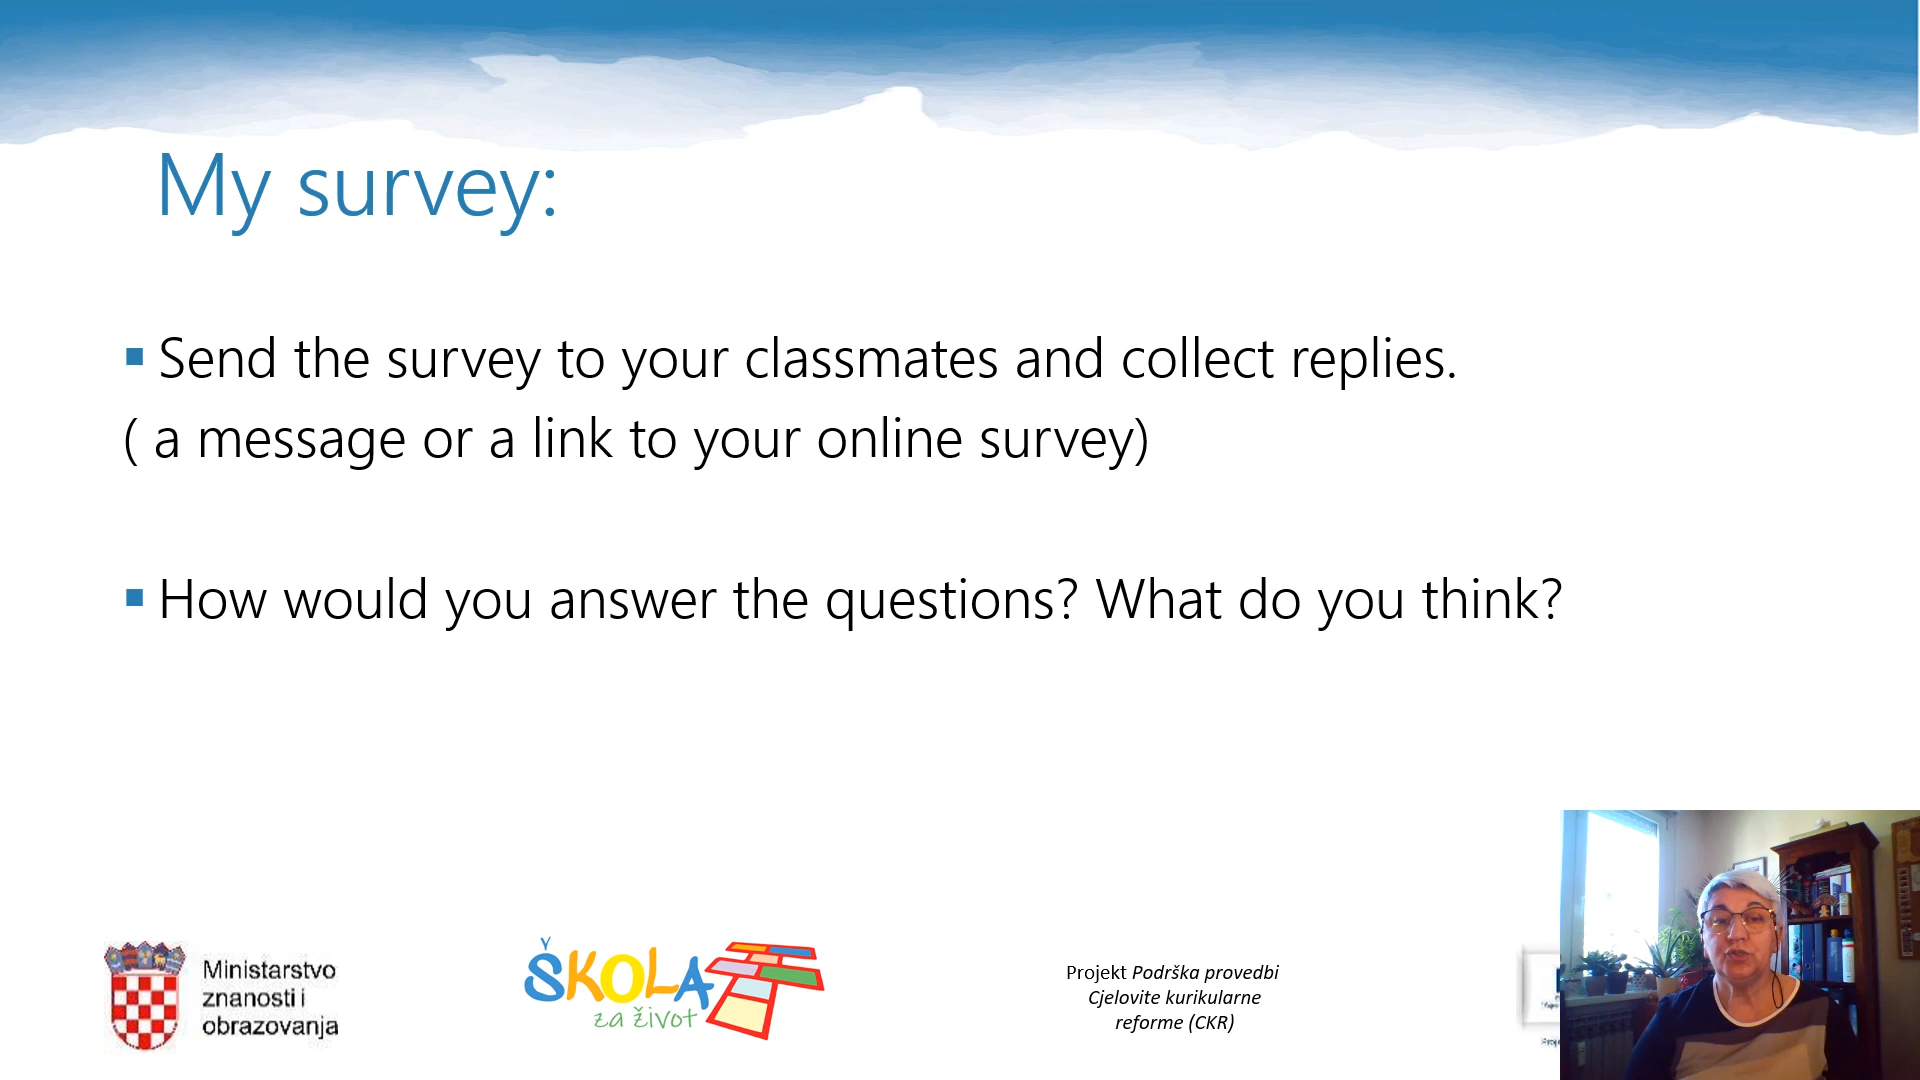 My survey:
▪ Send the survey to your classmates and collect replies.
( a message or a link to your online survey)
▪ How would you answer the questions? What do you think?
Ministarstvo
znanosti i
obrazovanja
ŠKOLA
za život
Projekt Podrška provedbi
Cjelovite kurikularne
reforme (CKR)